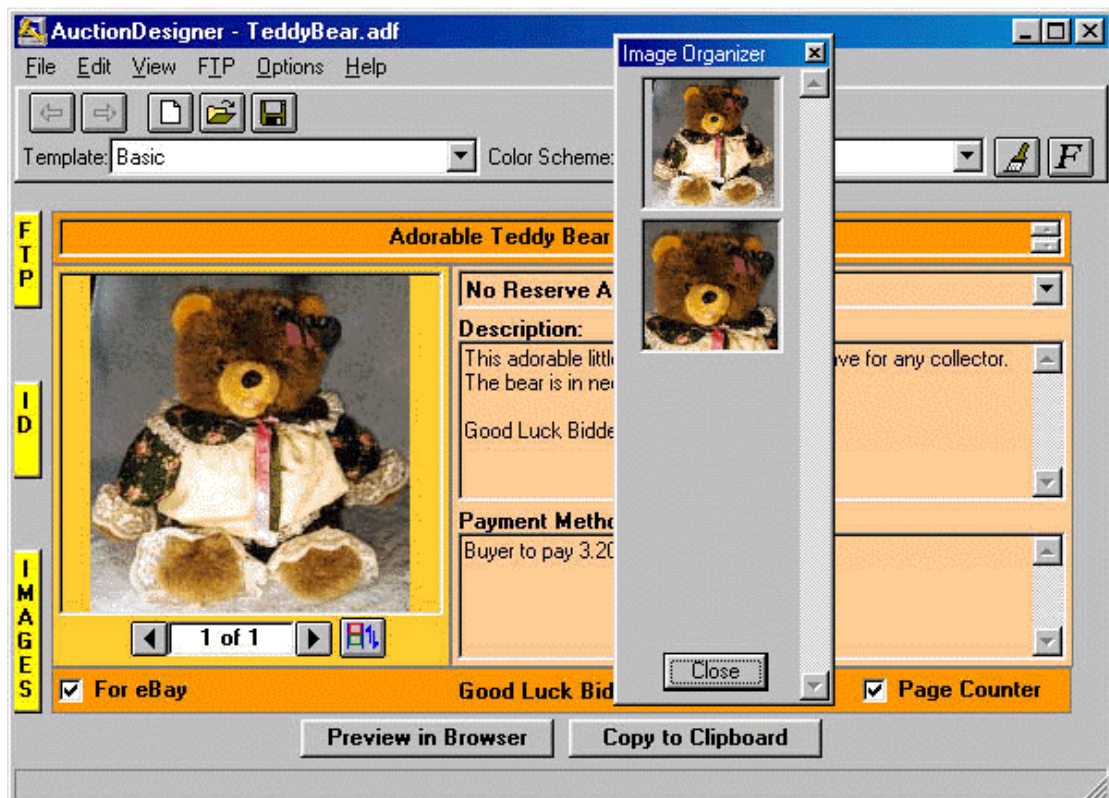 AuctionDesigner - TeddyBear.adf
File Edit View FTP Options Help
Template: Basic
Color Scheme:
F
Image Organizer
Close
FTP
ID
IMAGES
Adorable Teddy Bear
No Reserve A
Description:
This adorable littl
ve for any collector.
The bear is in
Good Luck Bidde
Payment Metho
Buyer to pay 3.20
1 of 1
For eBay
Good Luck Bid
Page Counter
Preview in Browser
Copy to Clipboard